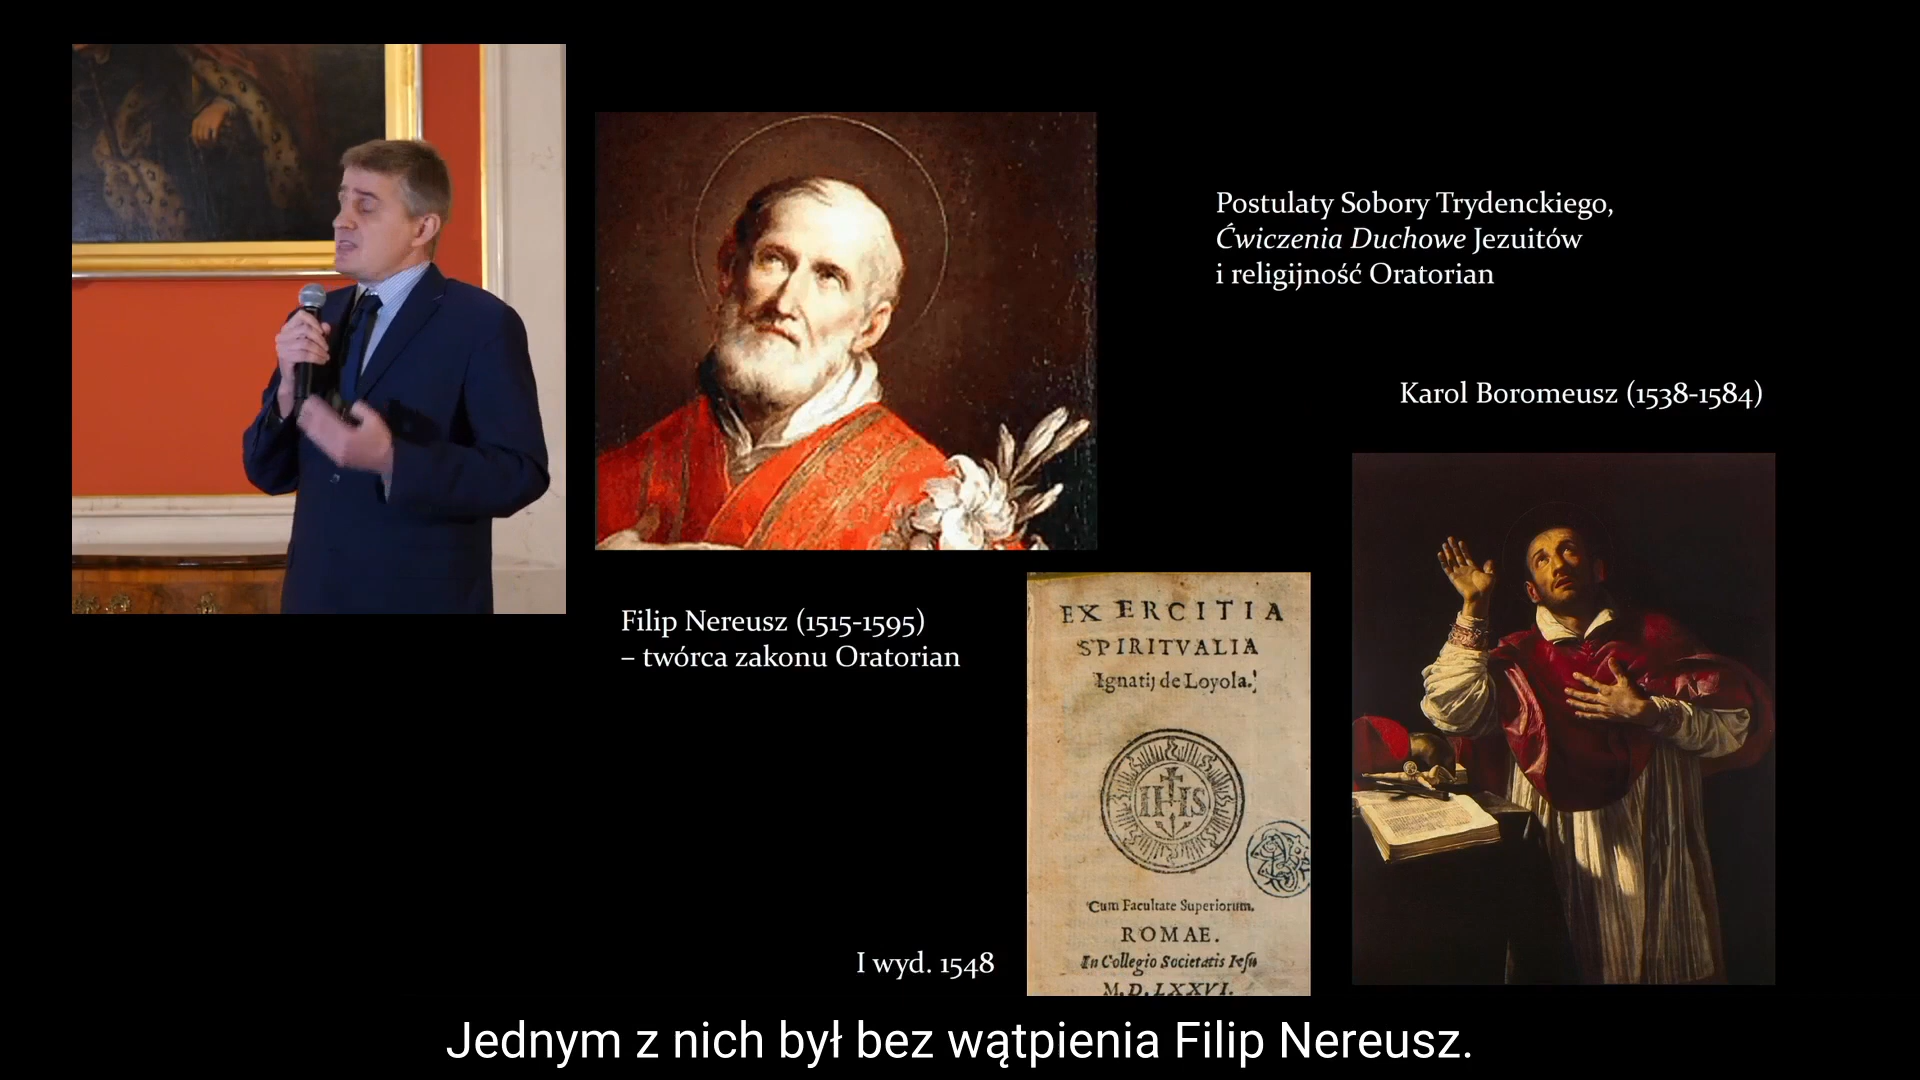 Postulaty Sobory Trydenckiego,
Ćwiczenia Duchowe Jezuitów
i religijność Oratorian
Karol Boromeusz (1538-1584)
Filip Nereusz (1515-1595)
– twórca zakonu Oratorian
EXERCITIA
SPIRITVALIA
Ignatij de Loyola.
IHS
Cum Facultate Superiorum.
ROMAE.
In Collegio Societatis Iesu
M.D.LXXVI.
I wyd. 1548
Jednym z nich był bez wątpienia Filip Nereusz.